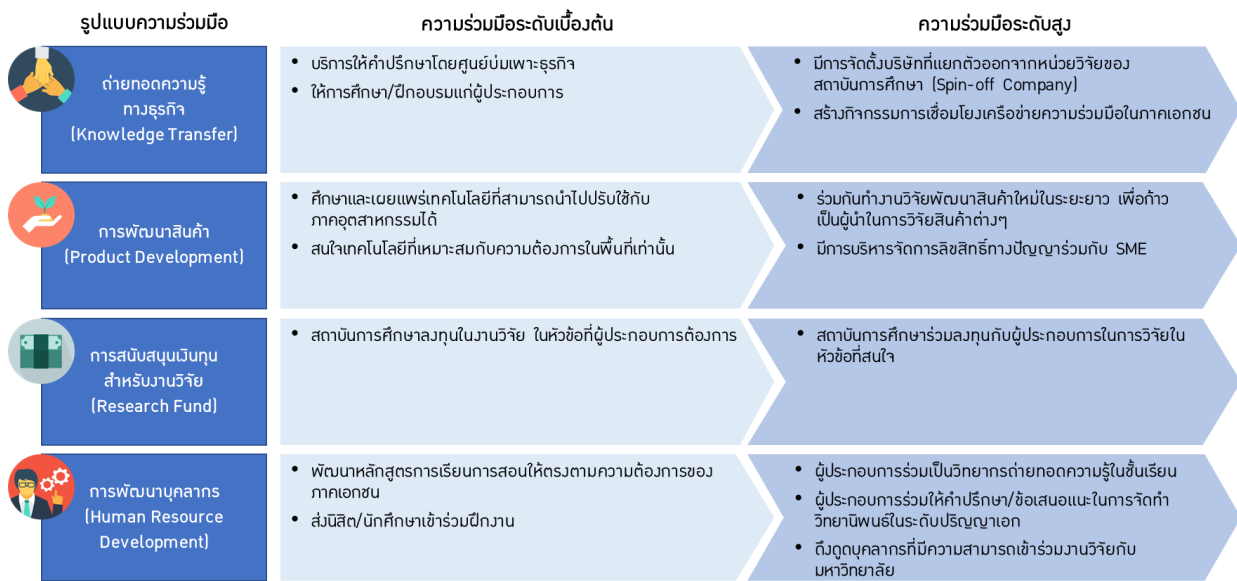 รูปแบบความร่วมมือ
ความร่วมมือระดับเบื้องต้น
ความร่วมมือระดับสูง
ถ่ายทอดความรู้
ทางธุรกิจ
(Knowledge Transfer)
• บริการให้คำปรึกษาโดยศูนย์บ่มเพาะธุรกิจ
• ให้การศึกษา/ฝึกอบรมแก่ผู้ประกอบการ
• มีการจัดตั้งบริษัทที่แยกตัวออกจากหน่วยวิจัยของ
สถาบันการศึกษา (Spin-off Company)
• สร้างกิจกรรมการเชื่อมโยงเครือข่ายความร่วมมือในภาคเอกชน
การพัฒนาสินค้า
(Product Development)
• ศึกษาและเผยแพร่เทคโนโลยีที่สามารถนำไปปรับใช้กับ
ภาคอุตสาหกรรมได้
• สนใจเทคโนโลยีที่เหมาะสมกับความต้องการในพื้นที่เท่านั้น
• ร่วมกันทำงานวิจัยพัฒนาสินค้าใหม่ในระยะยาว เพื่อก้าว
เป็นผู้นำในการวิจัยสินค้าต่างๆ
• มีการบริหารจัดการลิขสิทธิ์ทางปัญญาร่วมกับ SME
การสนับสนุนเงินทุน
สำหรับงานวิจัย
(Research Fund)
• สถาบันการศึกษาลงทุนในงานวิจัย ในหัวข้อที่ผู้ประกอบการต้องการ
• สถาบันการศึกษาร่วมลงทุนกับผู้ประกอบการในการวิจัยใน
หัวข้อที่สนใจ
การพัฒนาบุคลากร
(Human Resource
Development)
• พัฒนาหลักสูตรการเรียนการสอนให้ตรงตามความต้องการของ
ภาคเอกชน
• ส่งนิสิต/นักศึกษาเข้าร่วมฝึกงาน
• ผู้ประกอบการร่วมเป็นวิทยากรถ่ายทอดความรู้ในชั้นเรียน
• ผู้ประกอบการร่วมให้คำปรึกษา/ข้อเสนอแนะในการจัดทำ
วิทยานิพนธ์ในระดับปริญญาเอก
• ดึงดูดบุคลากรที่มีความสามารถเข้าร่วมงานวิจัยกับ
มหาวิทยาลัย